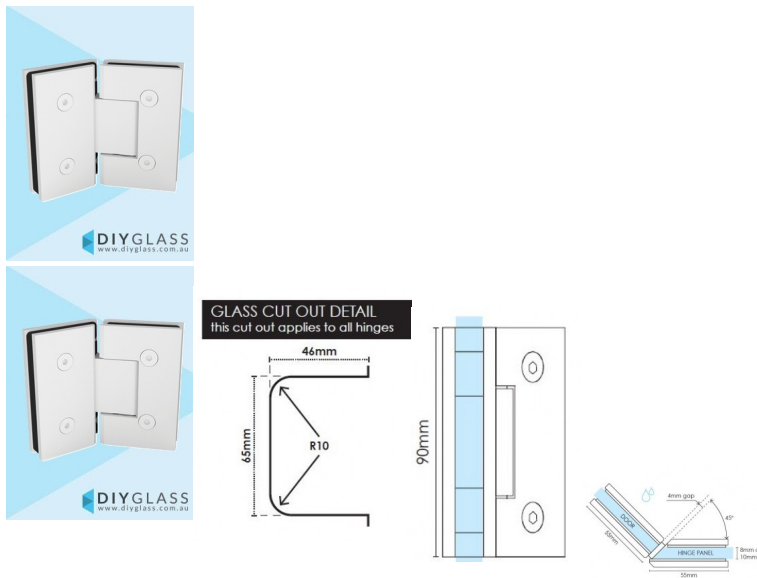 DIYGLASS
www.diyglass.com.au
DIYGLASS
www.diyglass.com.au
GLASS CUT OUT DETAIL
this cut out applies to all hinges
46mm
65mm
R10
90mm
4mm gap
45°
DOOR
55mm
HINGE PANEL
8mm
10mm
55mm